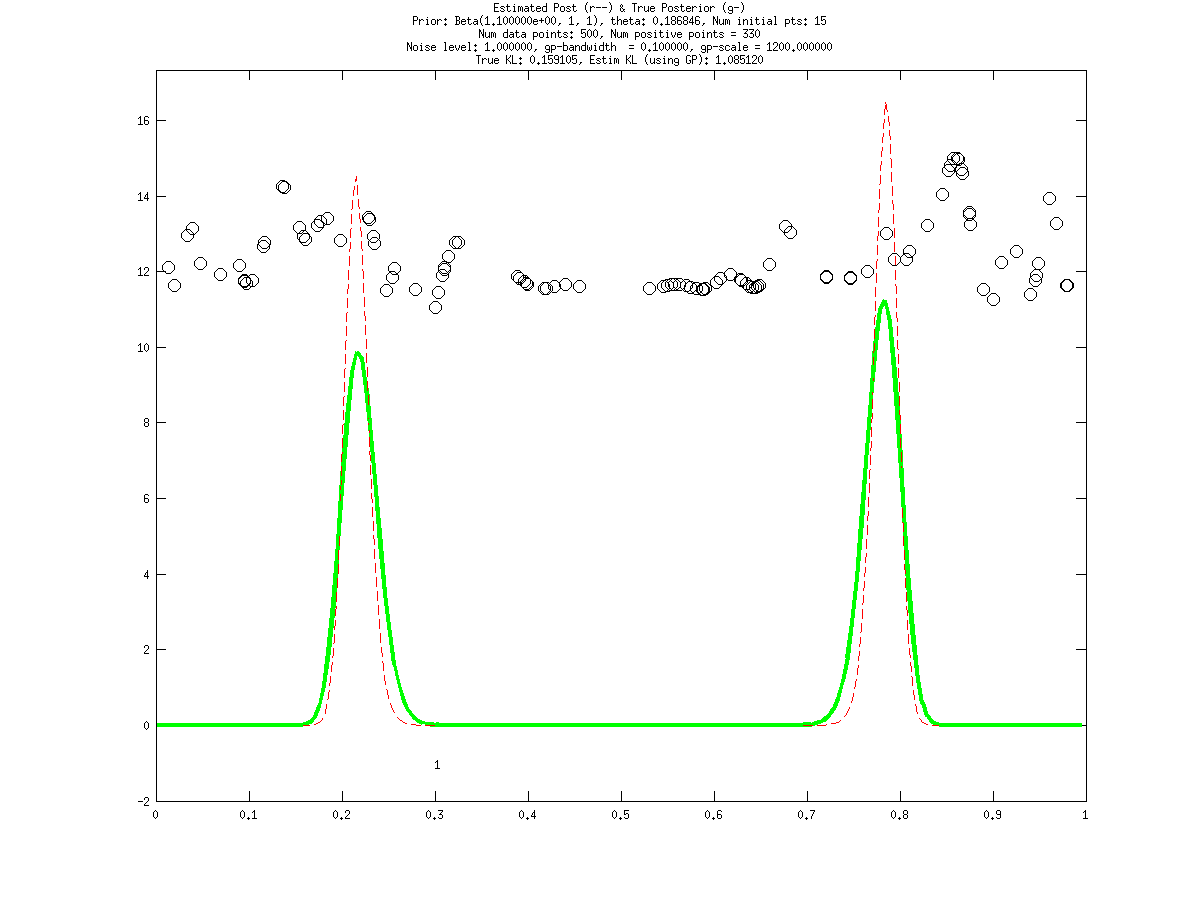 Estimated Post (r--) & True Posterior (g-)
Prior: Beta(1.100000e+00, 1, 1), theta: 0.186846, Num initial pts: 15
Num data points: 500, Num positive points = 330
Noise level: 1.000000, gp-bandwidth  = 0.100000, gp-scale = 1200.000000
True KL: 0.159105, Estim KL (using GP): 1.085120
16
14
12
10
8
6
4
2
0
1
-2
0 0.1 0.2 0.3 0.4 0.5 0.6 0.7 0.8 0.9 1